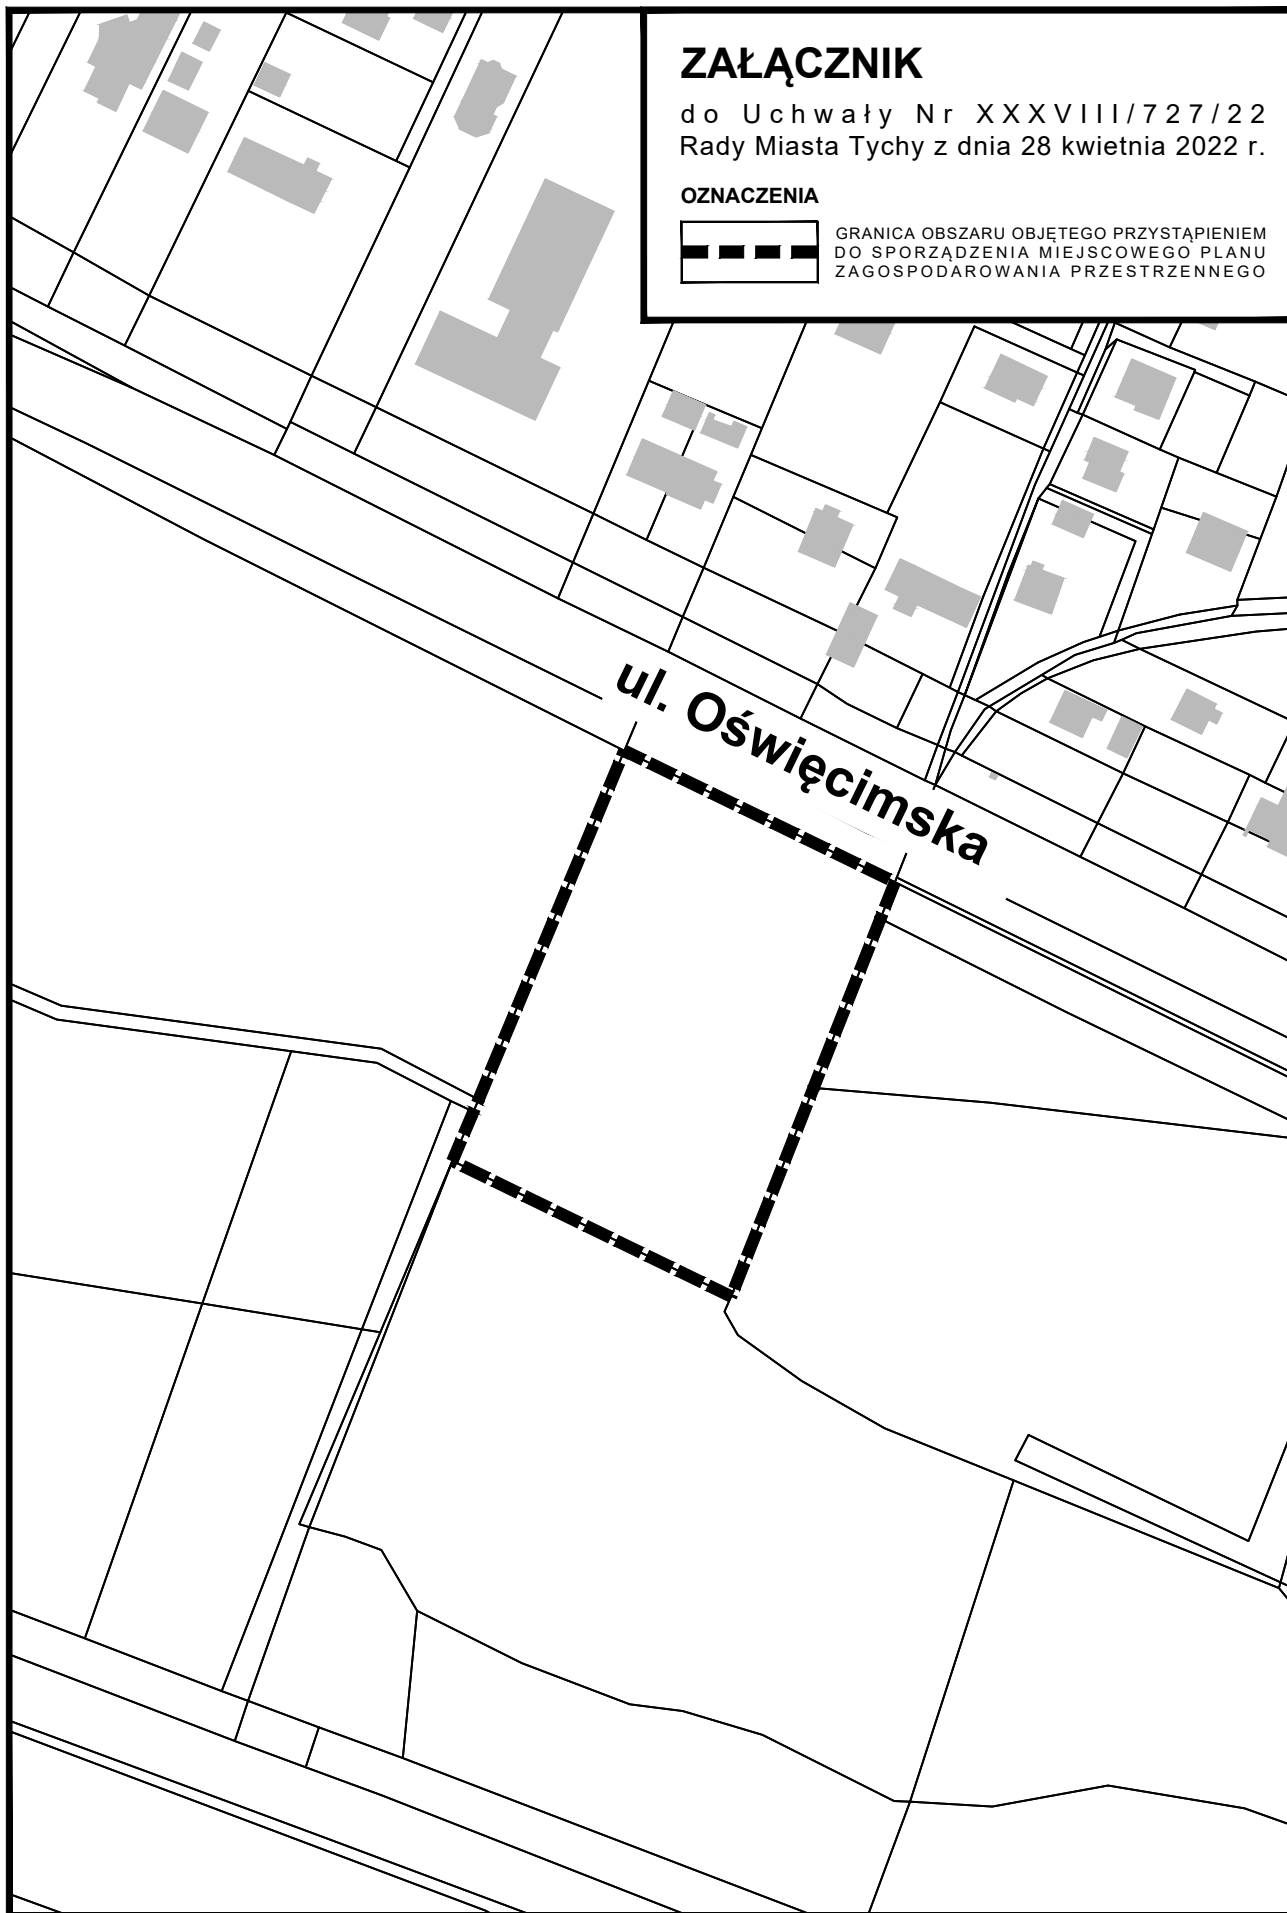 ZAŁĄCZNIK
do Uchwały Nr XXXVIII/727/22
Rady Miasta Tychy z dnia 28 kwietnia 2022 r.
OZNACZENIA
GRANICA OBSZARU OBJĘTEGO PRZYSTĄPIENIEM
DO SPORZĄDZENIA MIEJSCOWEGO PLANU
ZAGOSPODAROWANIA PRZESTRZENNEGO
ul. Oświęcimska